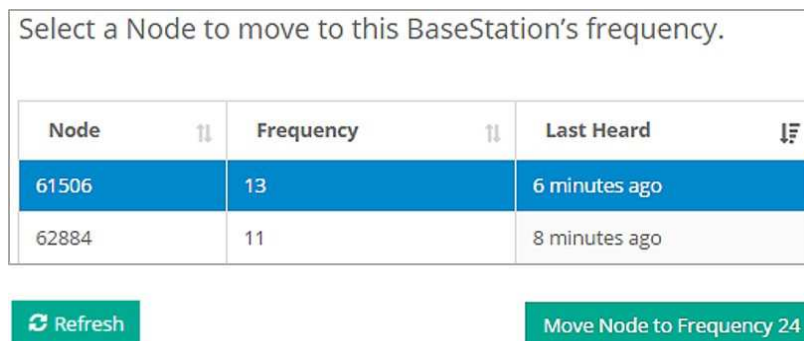 Select a Node to move to this BaseStation’s frequency.
Node Frequency Last Heard
61506 13 6 minutes ago
62884 11 8 minutes ago
Refresh Move Node to Frequency 24